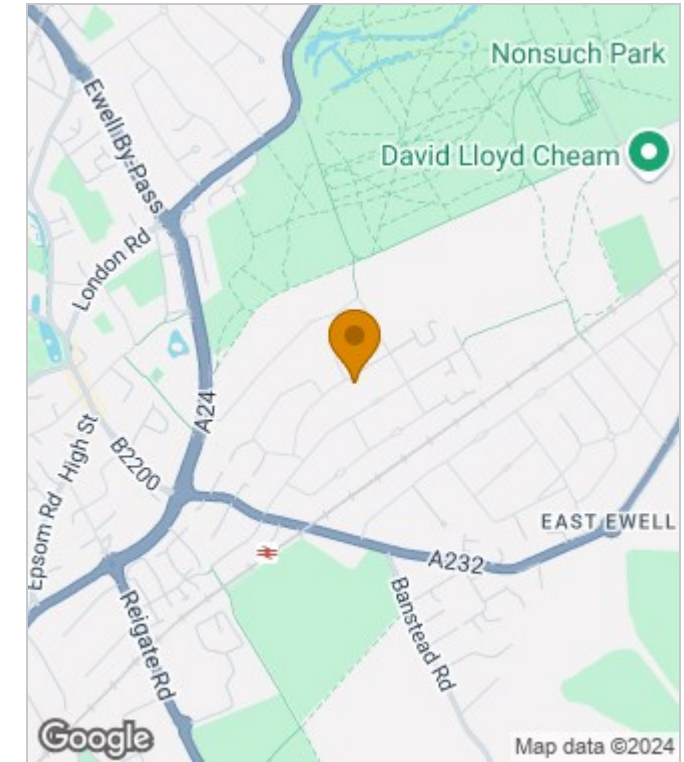 Nonsuch Park
David Lloyd Cheam
Ewell By-Pass
London Rd
A24
High St
B2200
Epsom Rd
EAST EWELL
A232
Reigate Rd
Banstead Rd
Google
Map data ©2024